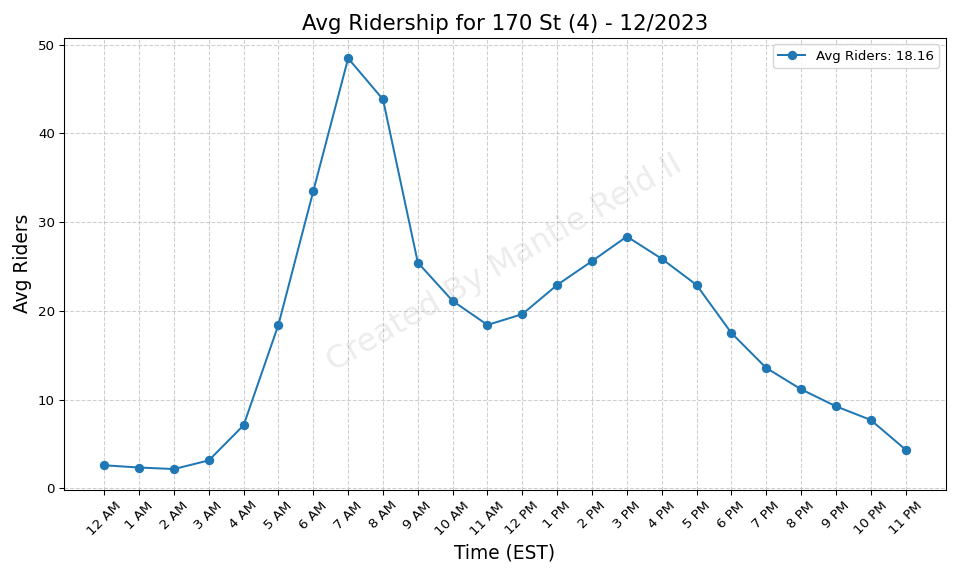 Avg Ridership for 170 St (4) - 12/2023
Avg Riders: 18.16
50
40
30
20
10
0
Avg Riders
Created By Mantie Reid II
12 AM
1 AM
2 AM
3 AM
4 AM
5 AM
6 AM
7 AM
8 AM
9 AM
10 AM
11 AM
12 PM
1 PM
2 PM
3 PM
4 PM
5 PM
6 PM
7 PM
8 PM
9 PM
10 PM
11 PM
Time (EST)